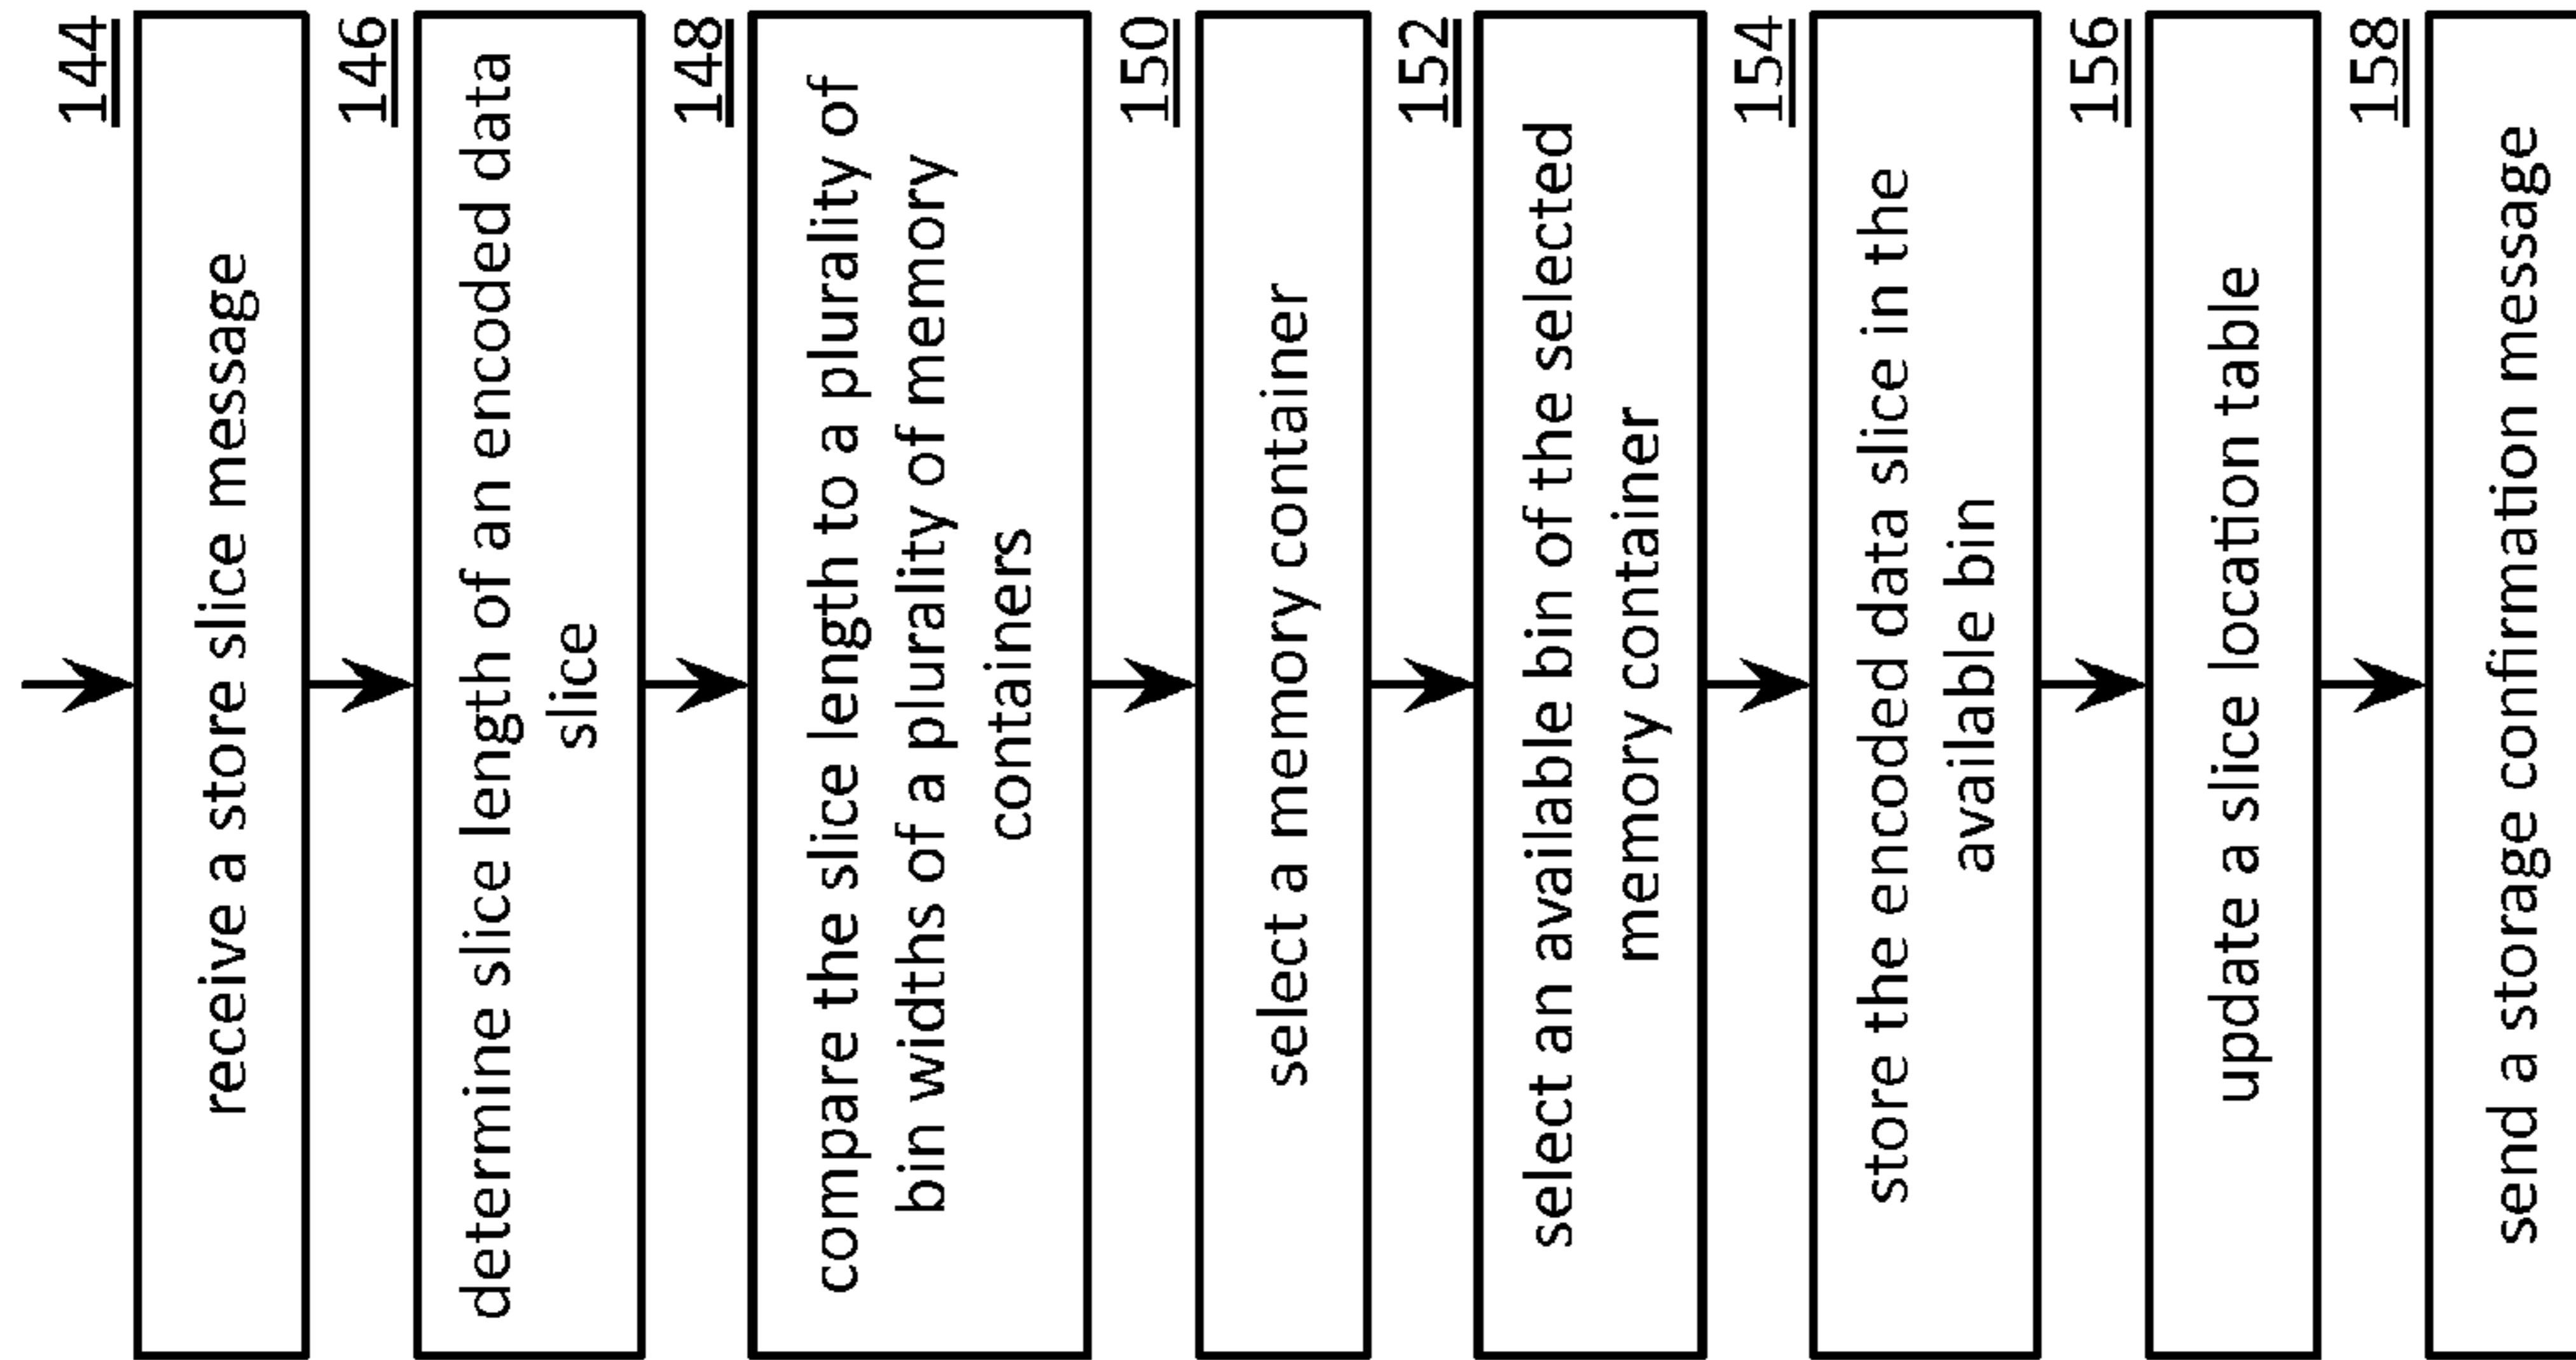 144
receive a store slice message
146
determine slice length of an encoded data
slice
148
compare the slice length to a plurality of
bin widths of a plurality of memory
containers
150
select a memory container
152
select an available bin of the selected
memory container
154
store the encoded data slice in the
available bin
156
update a slice location table
158
send a storage confirmation message